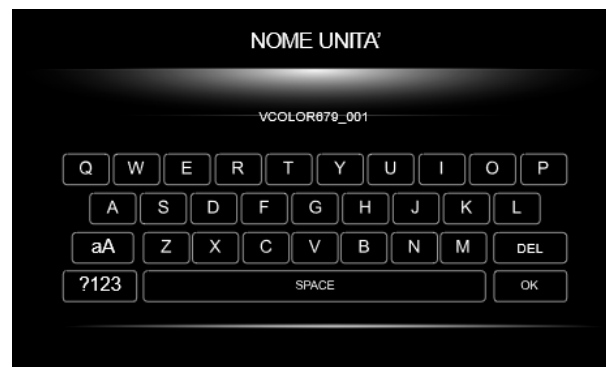 NOME UNITA'
VCOLOR679_001
Q W E R T Y U I O P
A S D F G H J K L
aA Z X C V B N M DEL
?123 SPACE OK